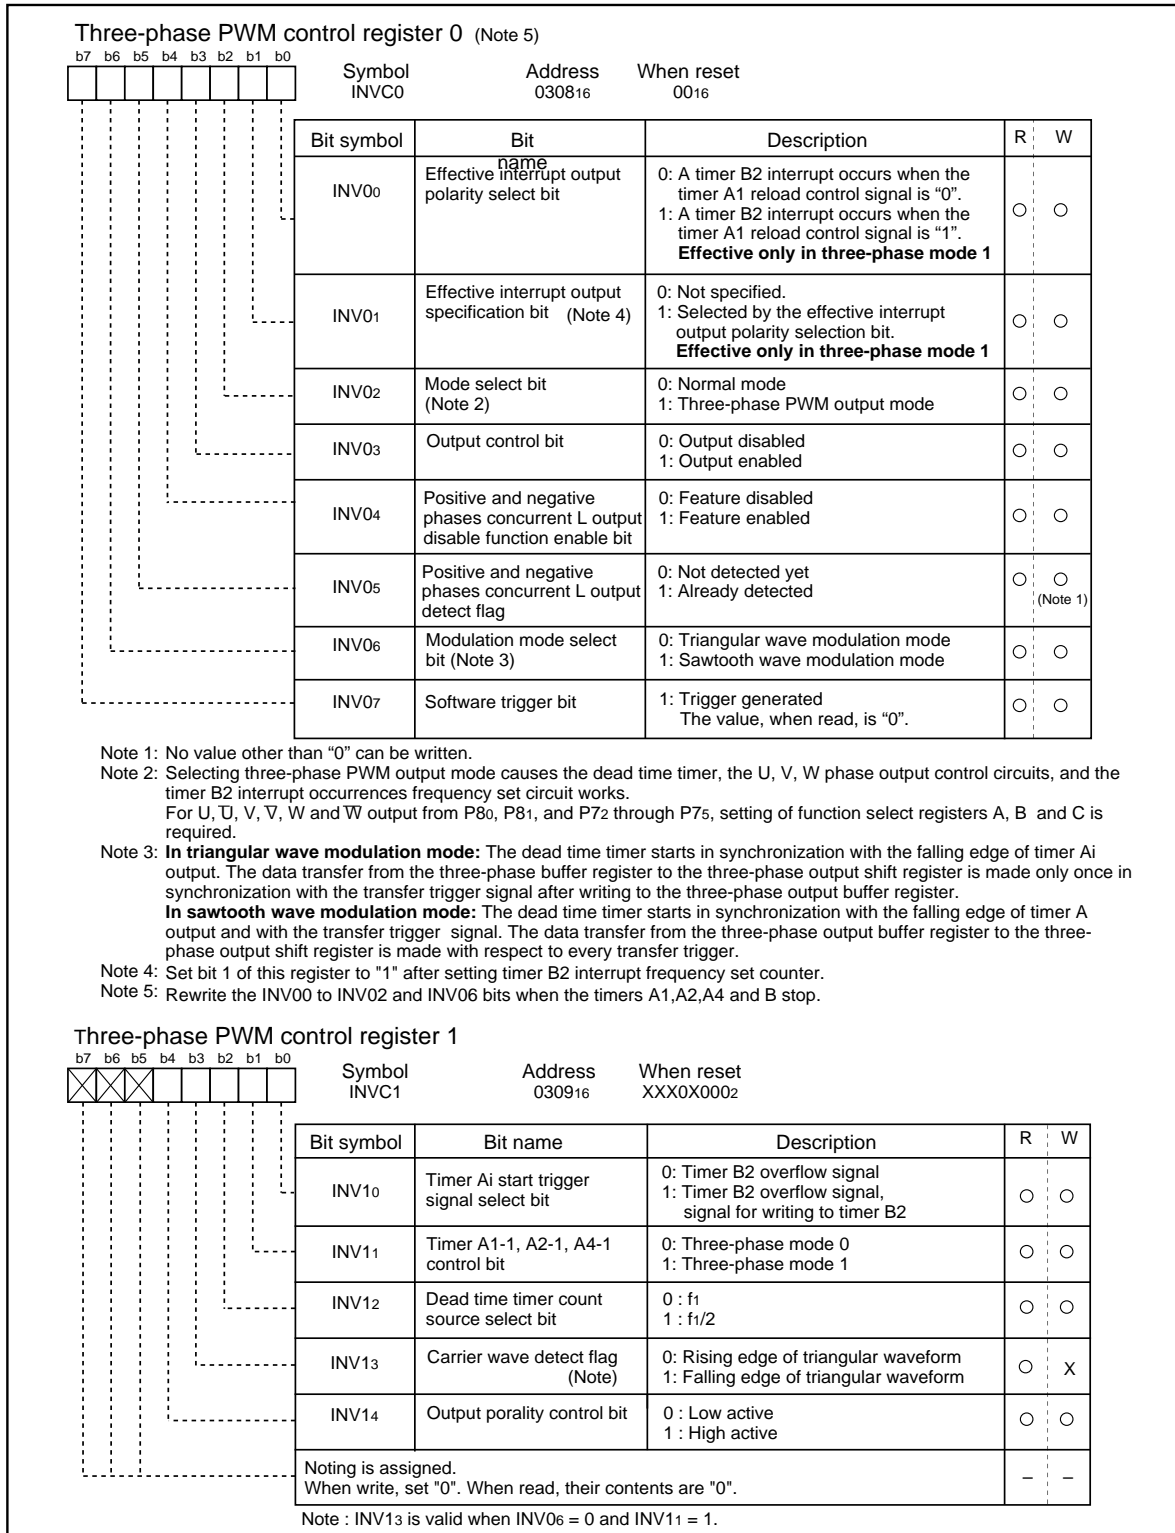 Three-phase PWM control register 0 (Note 5)
b7 b6 b5 b4 b3 b2 b1 b0
Symbol Address When reset
INVC0 030816 0016
Bit symbol Bit name Description R W
INV00 Effective interrupt output polarity select bit
0: A timer B2 interrupt occurs when the
timer A1 reload control signal is “0”.
1: A timer B2 interrupt occurs when the
timer A1 reload control signal is “1”.
Effective only in three-phase mode 1
INV01 Effective interrupt output specification bit (Note 4)
0: Not specified.
1: Selected by the effective interrupt
output polarity selection bit.
Effective only in three-phase mode 1
INV02 Mode select bit (Note 2)
0: Normal mode
1: Three-phase PWM output mode
INV03 Output control bit
0: Output disabled
1: Output enabled
INV04 Positive and negative phases concurrent L output disable function enable bit
0: Feature disabled
1: Feature enabled
INV05 Positive and negative phases concurrent L output detect flag
0: Not detected yet
1: Already detected
(Note 1)
INV06 Modulation mode select bit (Note 3)
0: Triangular wave modulation mode
1: Sawtooth wave modulation mode
INV07 Software trigger bit
1: Trigger generated
The value, when read, is “0”.
Note 1: No value other than “0” can be written.
Note 2: Selecting three-phase PWM output mode causes the dead time timer, the U, V, W phase output control circuits, and the
timer B2 interrupt occurrences frequency set circuit works.
For U, U̅, V, V̅, W and W̅ output from P80, P81, and P72 through P75, setting of function select registers A, B and C is
required.
Note 3: In triangular wave modulation mode: The dead time timer starts in synchronization with the falling edge of timer Ai
output. The data transfer from the three-phase buffer register to the three-phase output shift register is made only once in
synchronization with the transfer trigger signal after writing to the three-phase output buffer register.
In sawtooth wave modulation mode: The dead time timer starts in synchronization with the falling edge of timer A
output and with the transfer trigger signal. The data transfer from the three-phase output buffer register to the three-
phase output shift register is made with respect to every transfer trigger.
Note 4: Set bit 1 of this register to "1" after setting timer B2 interrupt frequency set counter.
Note 5: Rewrite the INV00 to INV02 and INV06 bits when the timers A1,A2,A4 and B stop.
Three-phase PWM control register 1
b7 b6 b5 b4 b3 b2 b1 b0
Symbol Address When reset
INVC1 030916 XXX0X0002
Bit symbol Bit name Description R W
INV10 Timer Ai start trigger signal select bit
0: Timer B2 overflow signal
1: Timer B2 overflow signal,
signal for writing to timer B2
INV11 Timer A1-1, A2-1, A4-1 control bit
0: Three-phase mode 0
1: Three-phase mode 1
INV12 Dead time timer count source select bit
0 : f1
1 : f1/2
INV13 Carrier wave detect flag (Note)
0: Rising edge of triangular waveform
1: Falling edge of triangular waveform
X
INV14 Output porality control bit
0 : Low active
1 : High active
Noting is assigned.
When write, set "0". When read, their contents are "0".
– –
Note : INV13 is valid when INV06 = 0 and INV11 = 1.